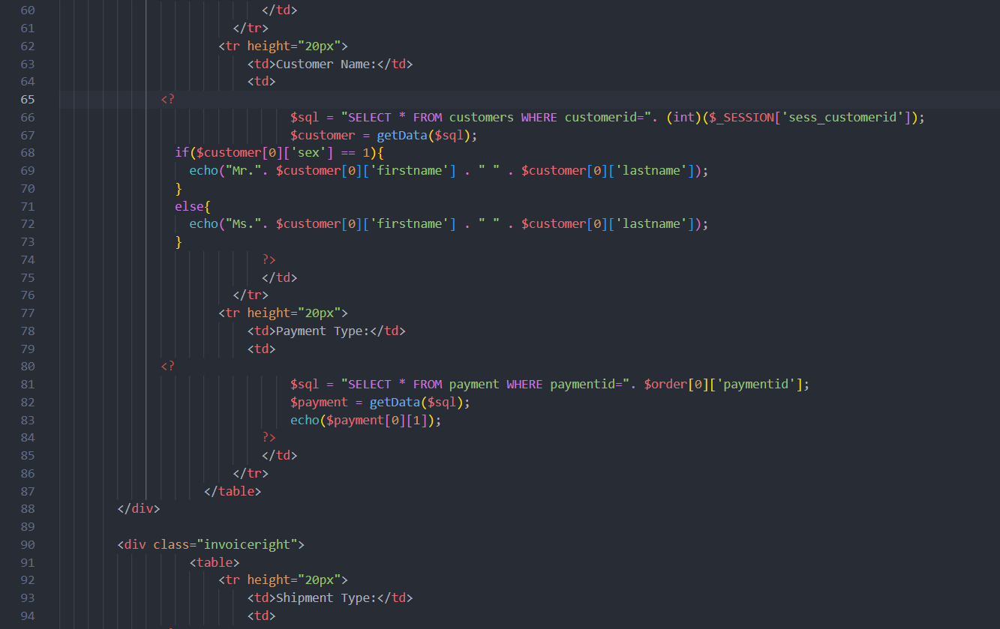 60 </td>
61 </tr>
62 <tr height="20px">
63 <td>Customer Name:</td>
64 <td>
65 <?
66 $sql = "SELECT * FROM customers WHERE customerid=". (int)($_SESSION['sess_customerid']);
67 $customer = getData($sql);
68 if($customer[0]['sex'] == 1){
69 echo("Mr.". $customer[0]['firstname'] . " " . $customer[0]['lastname']);
70 }
71 else{
72 echo("Ms.". $customer[0]['firstname'] . " " . $customer[0]['lastname']);
73 }
74 ?>
75 </td>
76 </tr>
77 <tr height="20px">
78 <td>Payment Type:</td>
79 <td>
80 <?
81 $sql = "SELECT * FROM payment WHERE paymentid=". $order[0]['paymentid'];
82 $payment = getData($sql);
83 echo($payment[0][1]);
84 ?>
85 </td>
86 </tr>
87 </table>
88 </div>
89
90 <div class="invoiceright">
91 <table>
92 <tr height="20px">
93 <td>Shipment Type:</td>
94 <td>